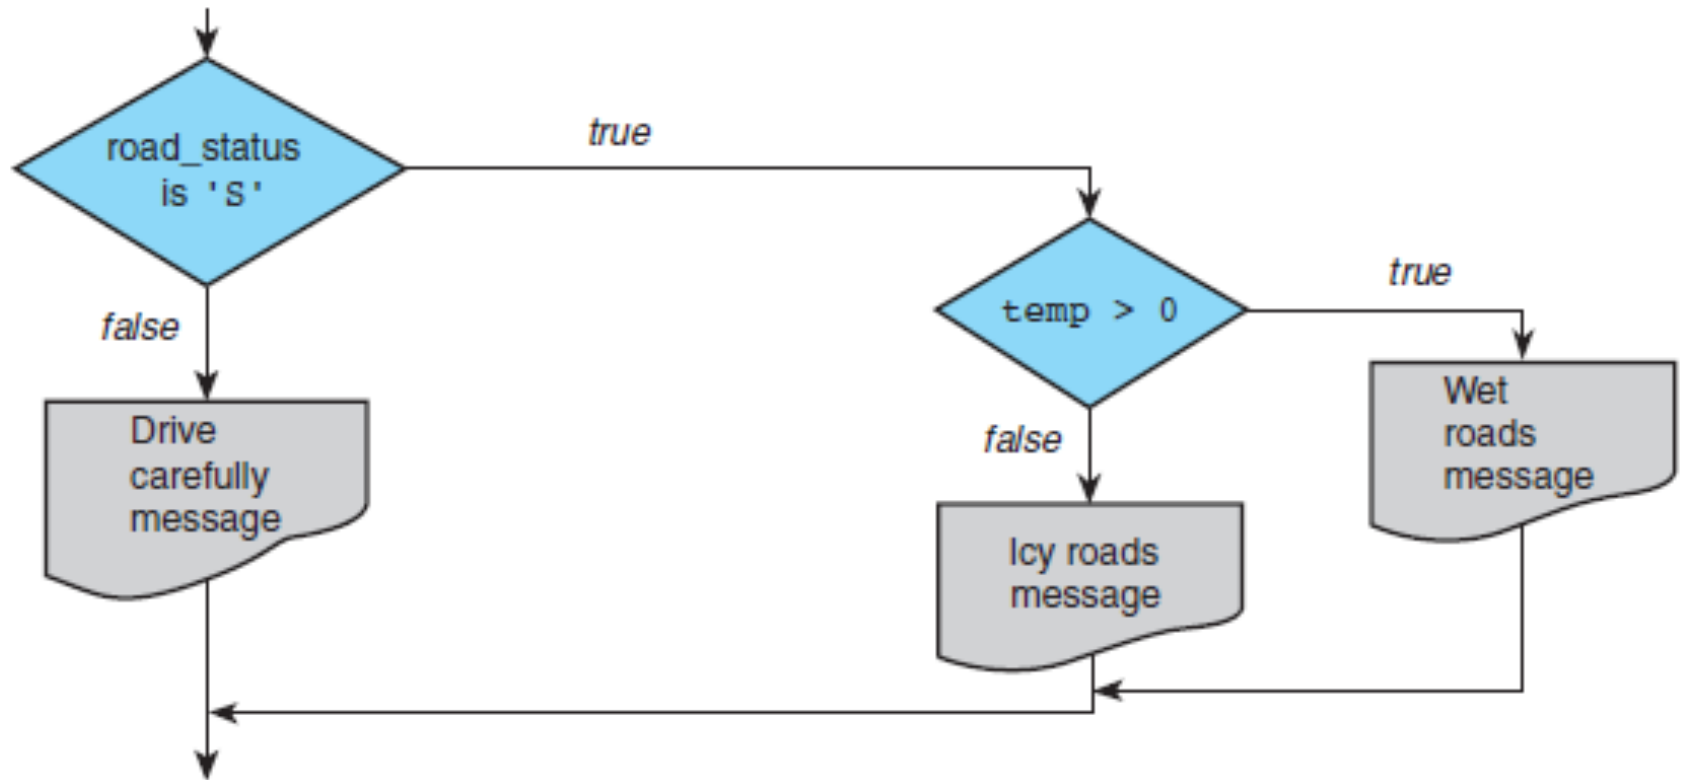 road_status
is 'S'
true
temp > 0
true
false
Drive
carefully
message
false
Icy roads
message
Wet
roads
message